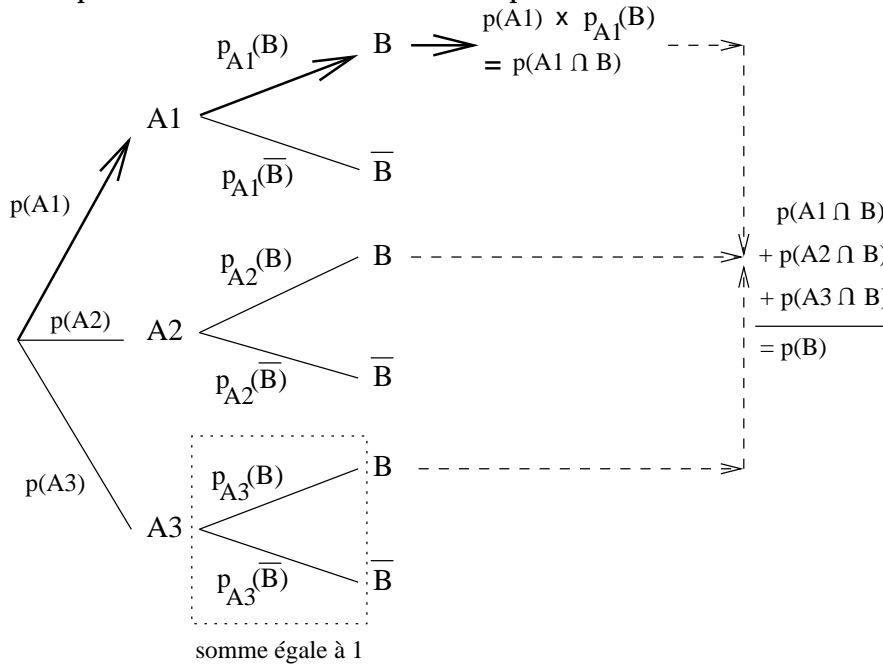 p(A1) x p_A1(B)
= p(A1 ∩ B)
p_A1(B)
B
A1
p_A1(B̅)
B̅
p(A1)
p(A1 ∩ B)
+ p(A2 ∩ B)
+ p(A3 ∩ B)
= p(B)
p_A2(B)
B
p(A2)
A2
p_A2(B̅)
B̅
p(A3)
p_A3(B)
B
A3
p_A3(B̅)
B̅
somme égale à 1